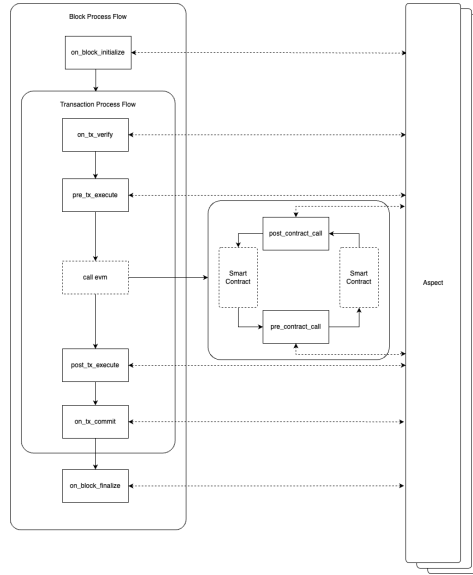 Block Process Flow
on_block_initialize
Transaction Process Flow
on_tx_verify
pre_tx_execute
call evm
post_contract_call
Smart
Contract
Smart
Contract
pre_contract_call
post_tx_execute
on_tx_commit
on_block_finalize
Aspect